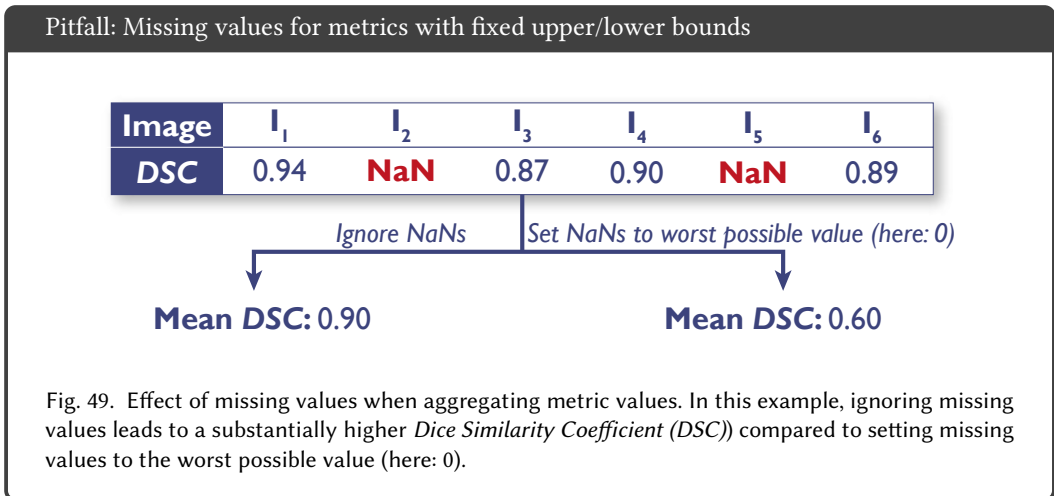 Pitfall: Missing values for metrics with fixed upper/lower bounds
Image I₁ I₂ I₃ I₄ I₅ I₆
DSC 0.94 NaN 0.87 0.90 NaN 0.89
Ignore NaNs Set NaNs to worst possible value (here: 0)
Mean DSC: 0.90 Mean DSC: 0.60
Fig. 49. Effect of missing values when aggregating metric values. In this example, ignoring missing
values leads to a substantially higher Dice Similarity Coefficient (DSC)) compared to setting missing
values to the worst possible value (here: 0).